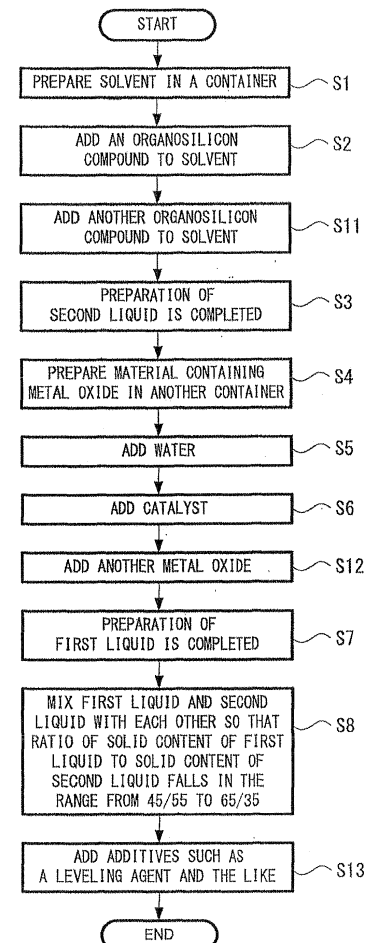 START
PREPARE SOLVENT IN A CONTAINER
S1
ADD AN ORGANOSILICON
COMPOUND TO SOLVENT
S2
ADD ANOTHER ORGANOSILICON
COMPOUND TO SOLVENT
S11
PREPARATION OF
SECOND LIQUID IS COMPLETED
S3
PREPARE MATERIAL CONTAINING
METAL OXIDE IN ANOTHER CONTAINER
S4
ADD WATER
S5
ADD CATALYST
S6
ADD ANOTHER METAL OXIDE
S12
PREPARATION OF
FIRST LIQUID IS COMPLETED
S7
MIX FIRST LIQUID AND SECOND
LIQUID WITH EACH OTHER SO THAT
RATIO OF SOLID CONTENT OF FIRST
LIQUID TO SOLID CONTENT OF
SECOND LIQUID FALLS IN THE
RANGE FROM 45/55 TO 65/35
S8
ADD ADDITIVES SUCH AS
A LEVELING AGENT AND THE LIKE
S13
END